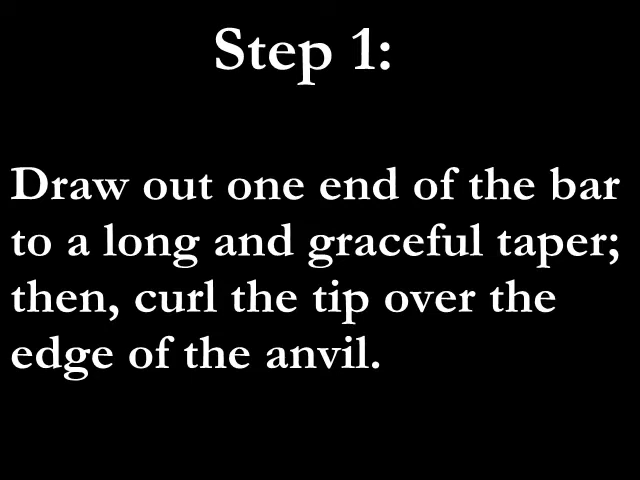 Step 1:
Draw out one end of the bar
to a long and graceful taper;
then, curl the tip over the
edge of the anvil.